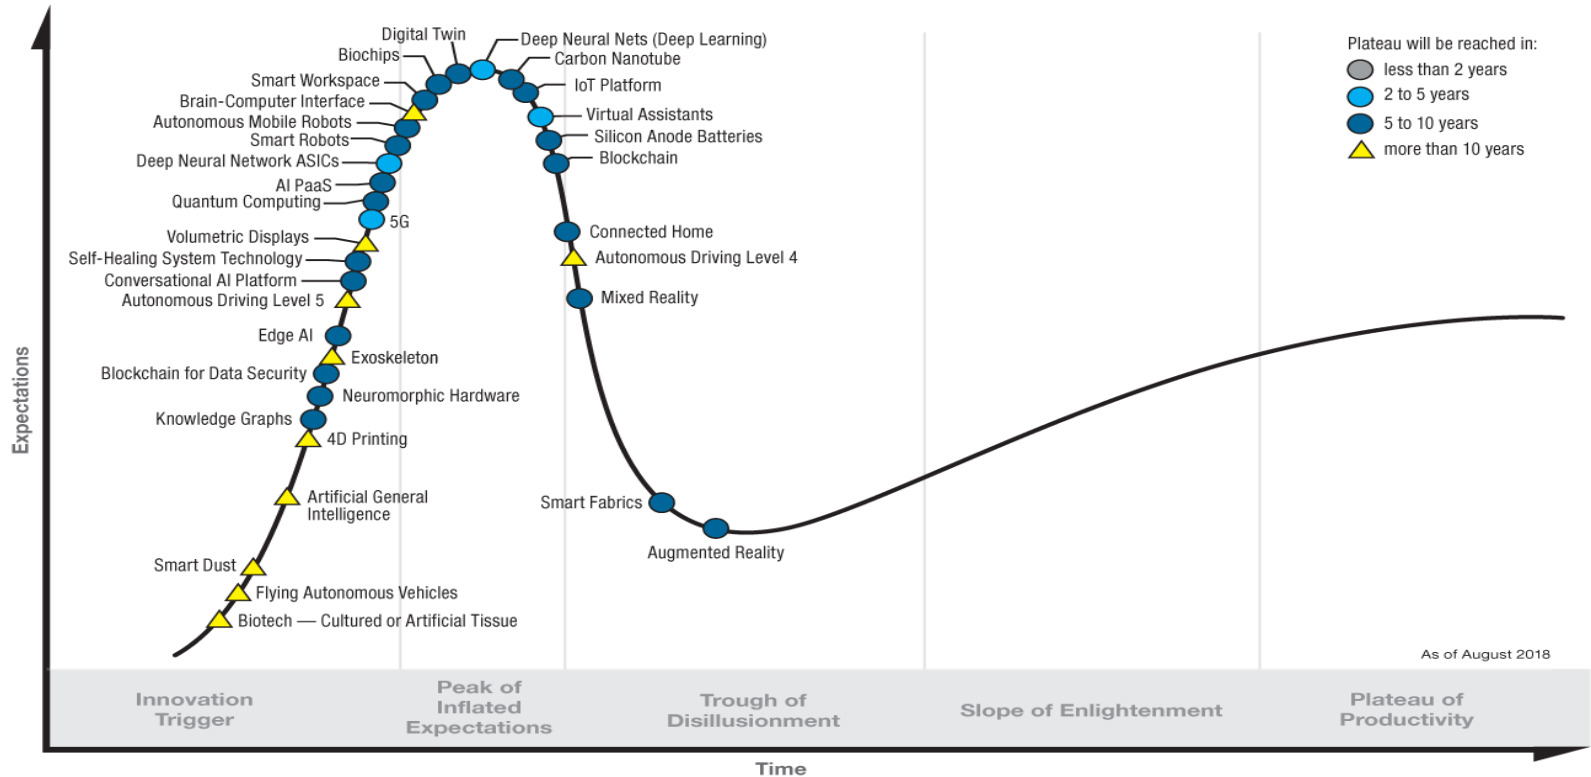 Digital Twin
Deep Neural Nets (Deep Learning)
Biochips
Carbon Nanotube
Smart Workspace
IoT Platform
Brain-Computer Interface
Virtual Assistants
Autonomous Mobile Robots
Silicon Anode Batteries
Smart Robots
Blockchain
Deep Neural Network ASICs
AI PaaS
Quantum Computing
5G
Connected Home
Volumetric Displays
Autonomous Driving Level 4
Self-Healing System Technology
Conversational AI Platform
Mixed Reality
Autonomous Driving Level 5
Edge AI
Exoskeleton
Blockchain for Data Security
Neuromorphic Hardware
Knowledge Graphs
4D Printing
Artificial General
Intelligence
Smart Fabrics
Augmented Reality
Smart Dust
Flying Autonomous Vehicles
Biotech — Cultured or Artificial Tissue
Plateau will be reached in:
less than 2 years
2 to 5 years
5 to 10 years
more than 10 years
As of August 2018
Expectations
Innovation
Trigger
Peak of
Inflated
Expectations
Trough of
Disillusionment
Slope of Enlightenment
Plateau of
Productivity
Time